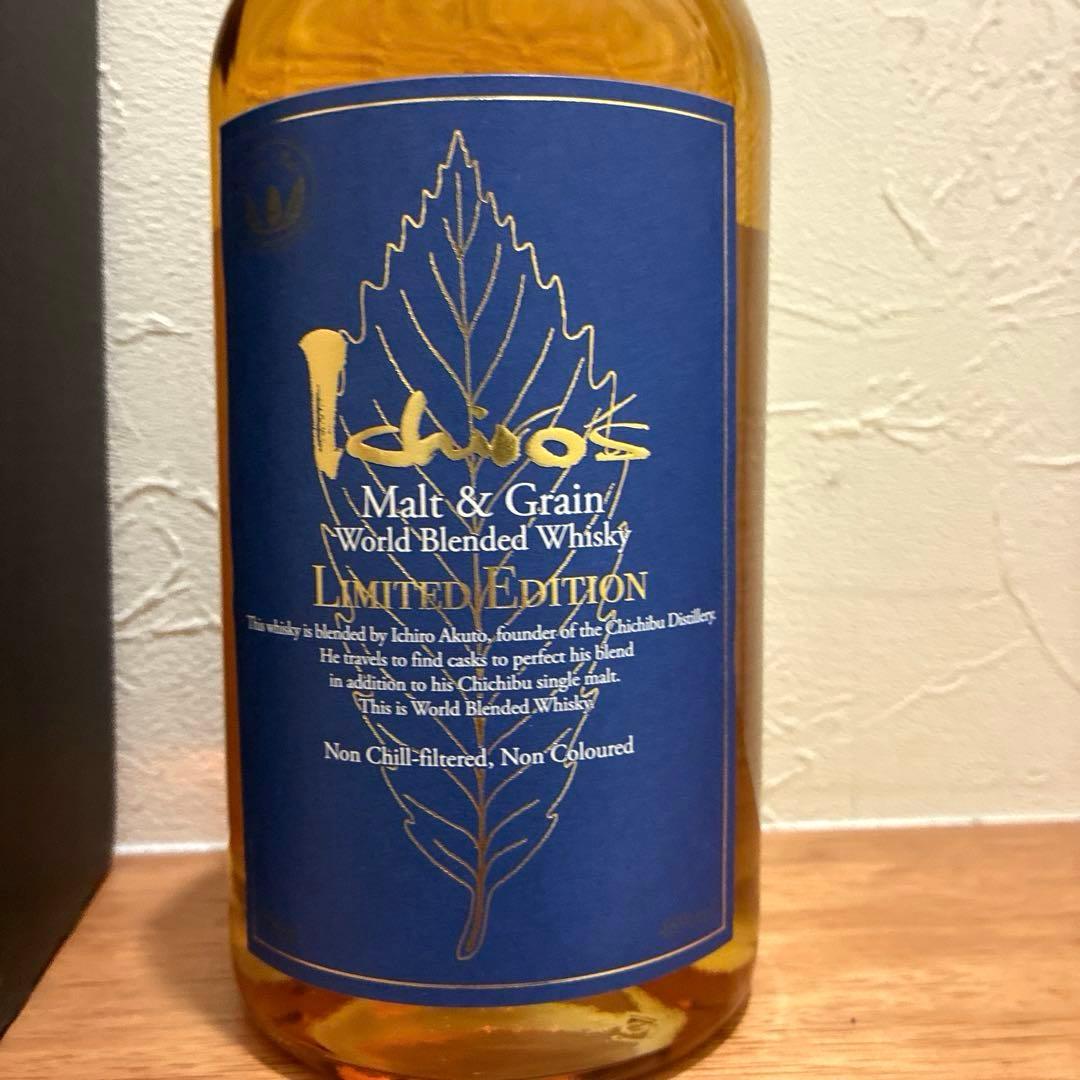 Ichiro's
Malt & Grain
World Blended Whisky
LIMITED EDITION
This whisky is blended by Ichiro Akuto, founder of the Chichibu Distillery.
He travels to find casks to perfect his blend
in addition to his Chichibu single malt.
This is World Blended Whisky.
Non Chill-filtered, Non Coloured